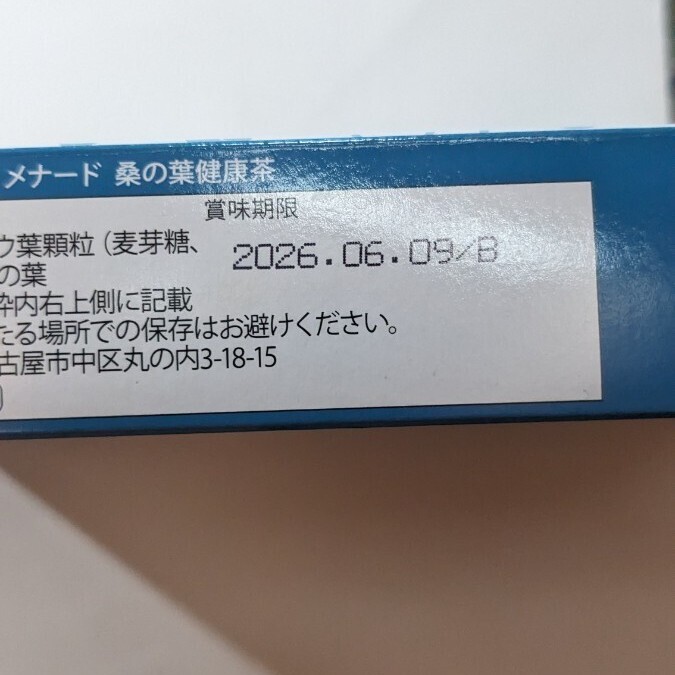 メナード 桑の葉健康茶
賞味期限
2026.06.09/B
ウ葉顆粒（麦芽糖、
の葉
枠内右上側に記載
たる場所での保存はお避けください。
古屋市中区丸の内3-18-15